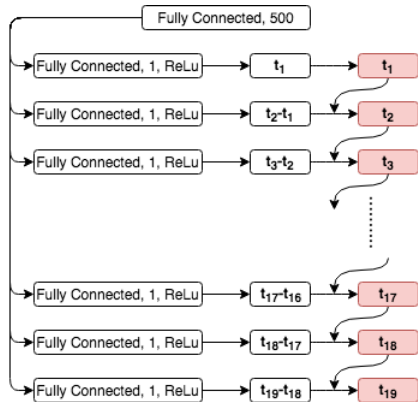 Fully Connected, 500
Fully Connected, 1, ReLu t₁ t₁
Fully Connected, 1, ReLu t₂-t₁ t₂
Fully Connected, 1, ReLu t₃-t₂ t₃
Fully Connected, 1, ReLu t₁₇-t₁₆ t₁₇
Fully Connected, 1, ReLu t₁₈-t₁₇ t₁₈
Fully Connected, 1, ReLu t₁₉-t₁₈ t₁₉